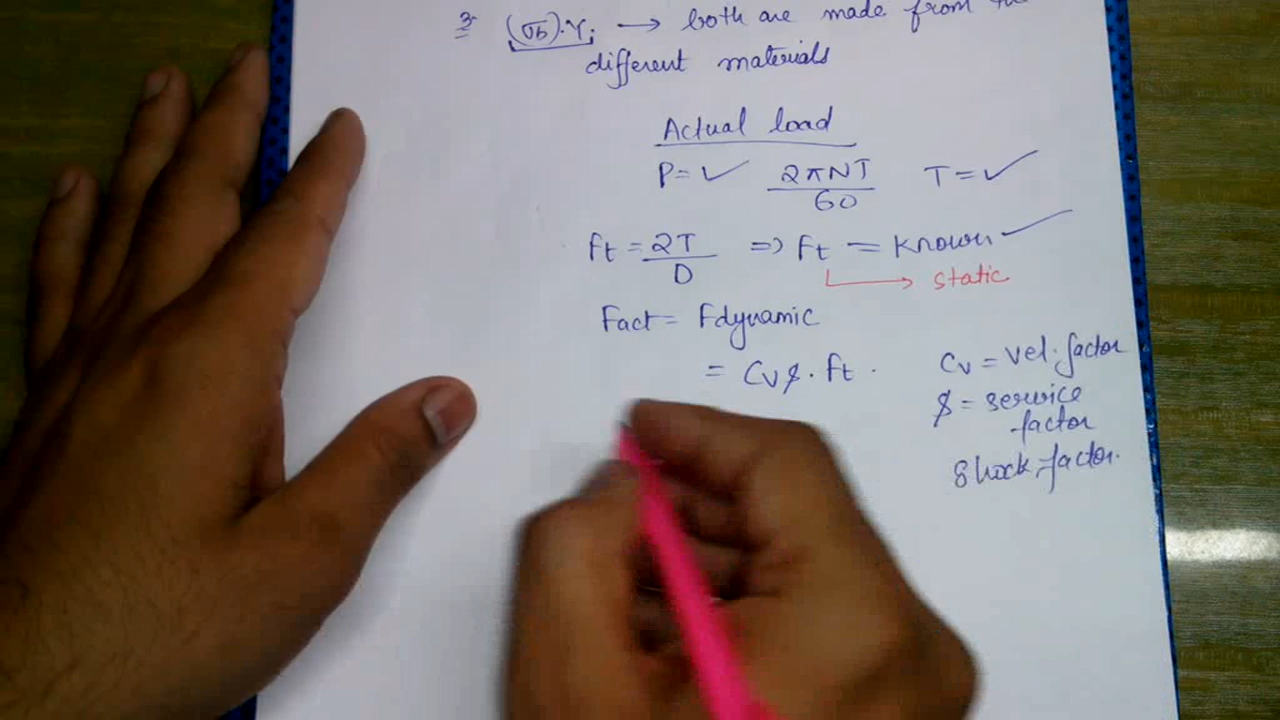 3 (σb).Y. → both are made from the
different materials
Actual load
P= ✓ 2πNT/60 T= ✓
Ft = 2T/D => Ft = known ✓
→ static
Fact = Fdynamic
= Cv$. Ft.
Cv = vel. factor
$ = service
factor
Shock factor.